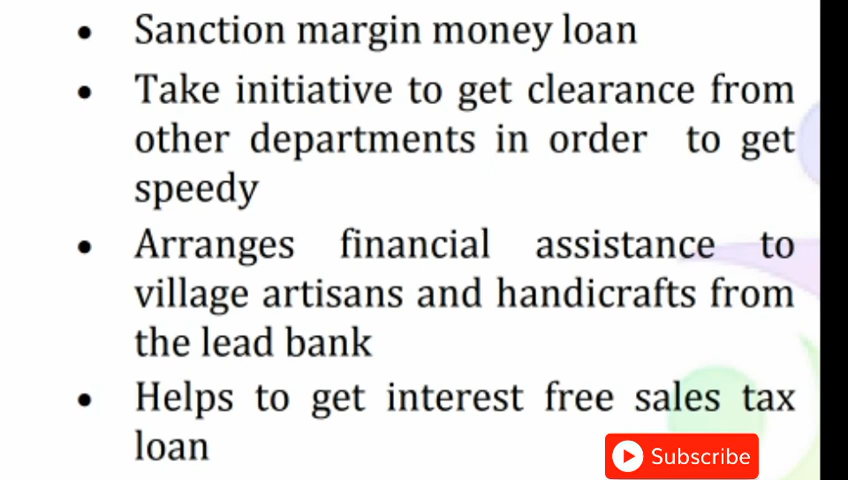 • Sanction margin money loan
• Take initiative to get clearance from
other departments in order to get
speedy
• Arranges financial assistance to
village artisans and handicrafts from
the lead bank
• Helps to get interest free sales tax
loan
Subscribe